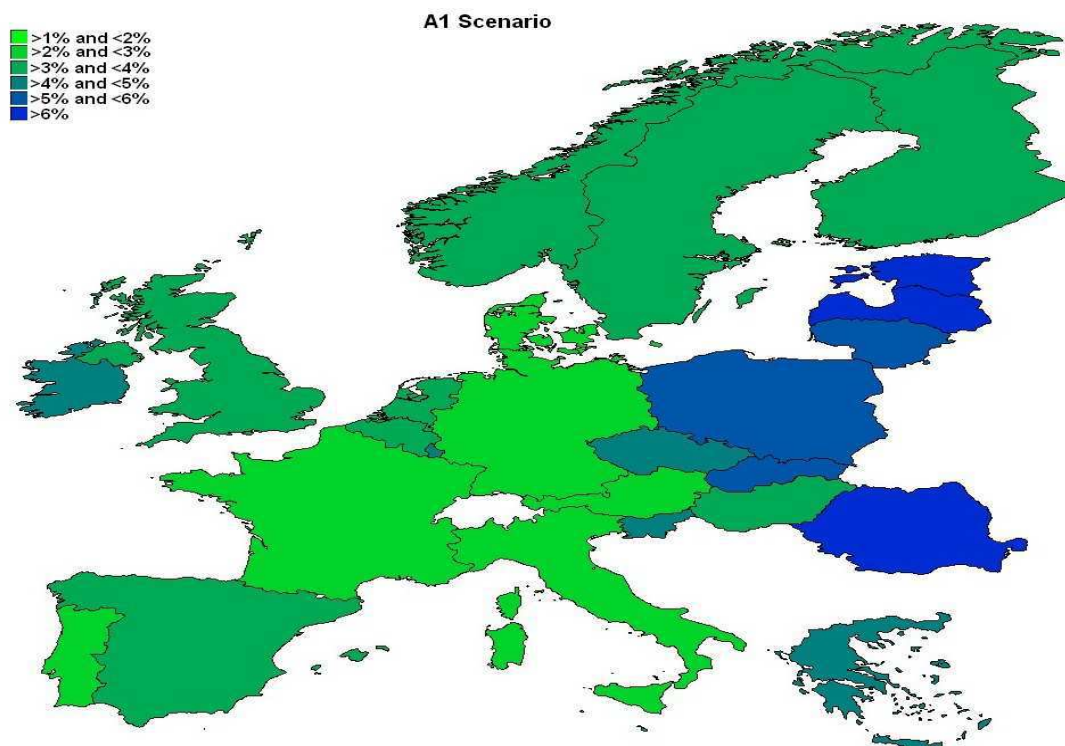 A1 Scenario
>1% and <2%
>2% and <3%
>3% and <4%
>4% and <5%
>5% and <6%
>6%